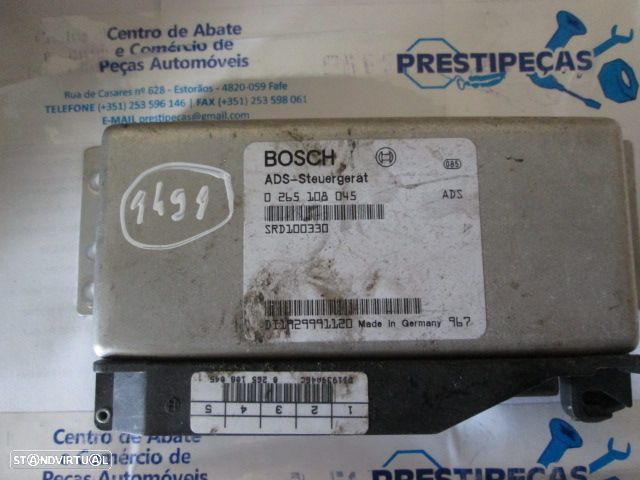 Centro de Abate
e Comércio de
Peças Automóveis
Rua de Casares nº 628 - Estorãos - 4820-059 Fafe
TELEFONE (+351) 253 596 146 | FAX (+351) 253 598 061
E-MAIL prestipecas@gmail.com
PRESTIPEÇAS
BOSCH
085
ADS-Steuergerät
0 265 108 045
ADS
SRD100330
9499
DI1929991120 Made in Germany 967
1 2 3 4 5
0 265 108 045
Centro de Abate
e Comércio de
Peças Automóveis
PRESTIPEÇAS
STANDVIRTUAL